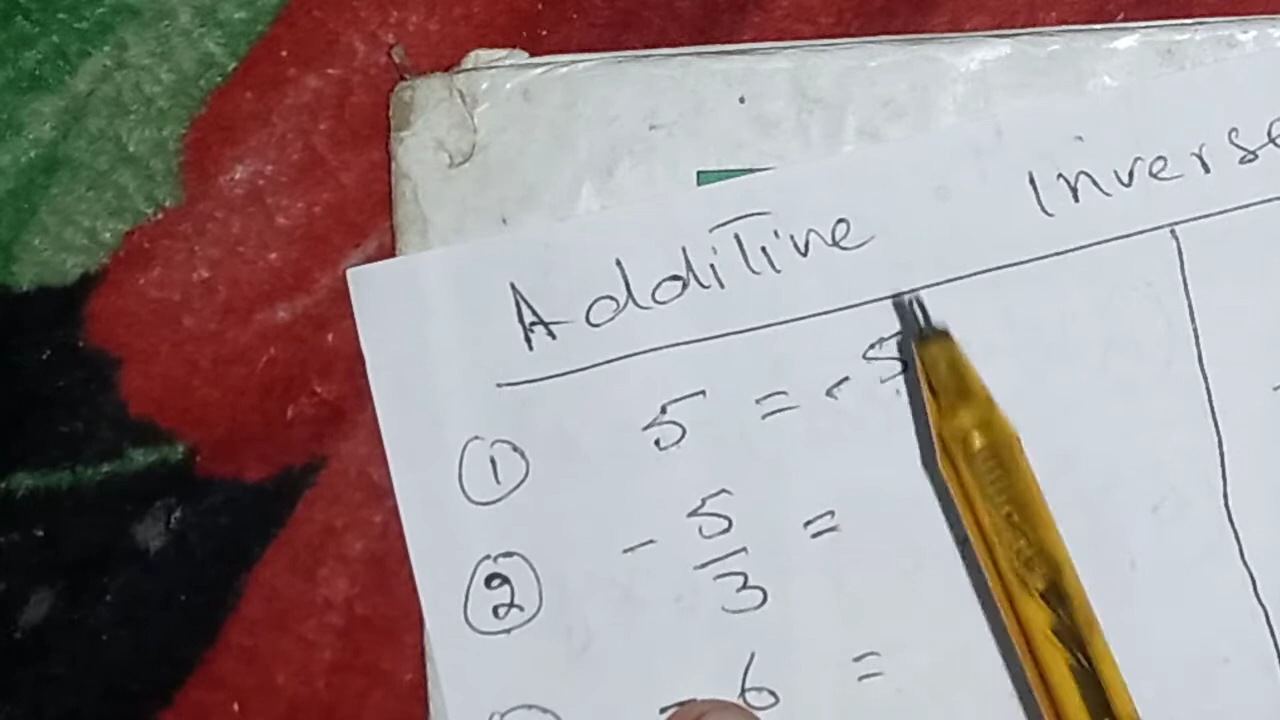 Additive Inverse
① 5 = -5
② - 5/3 =
- 6 =